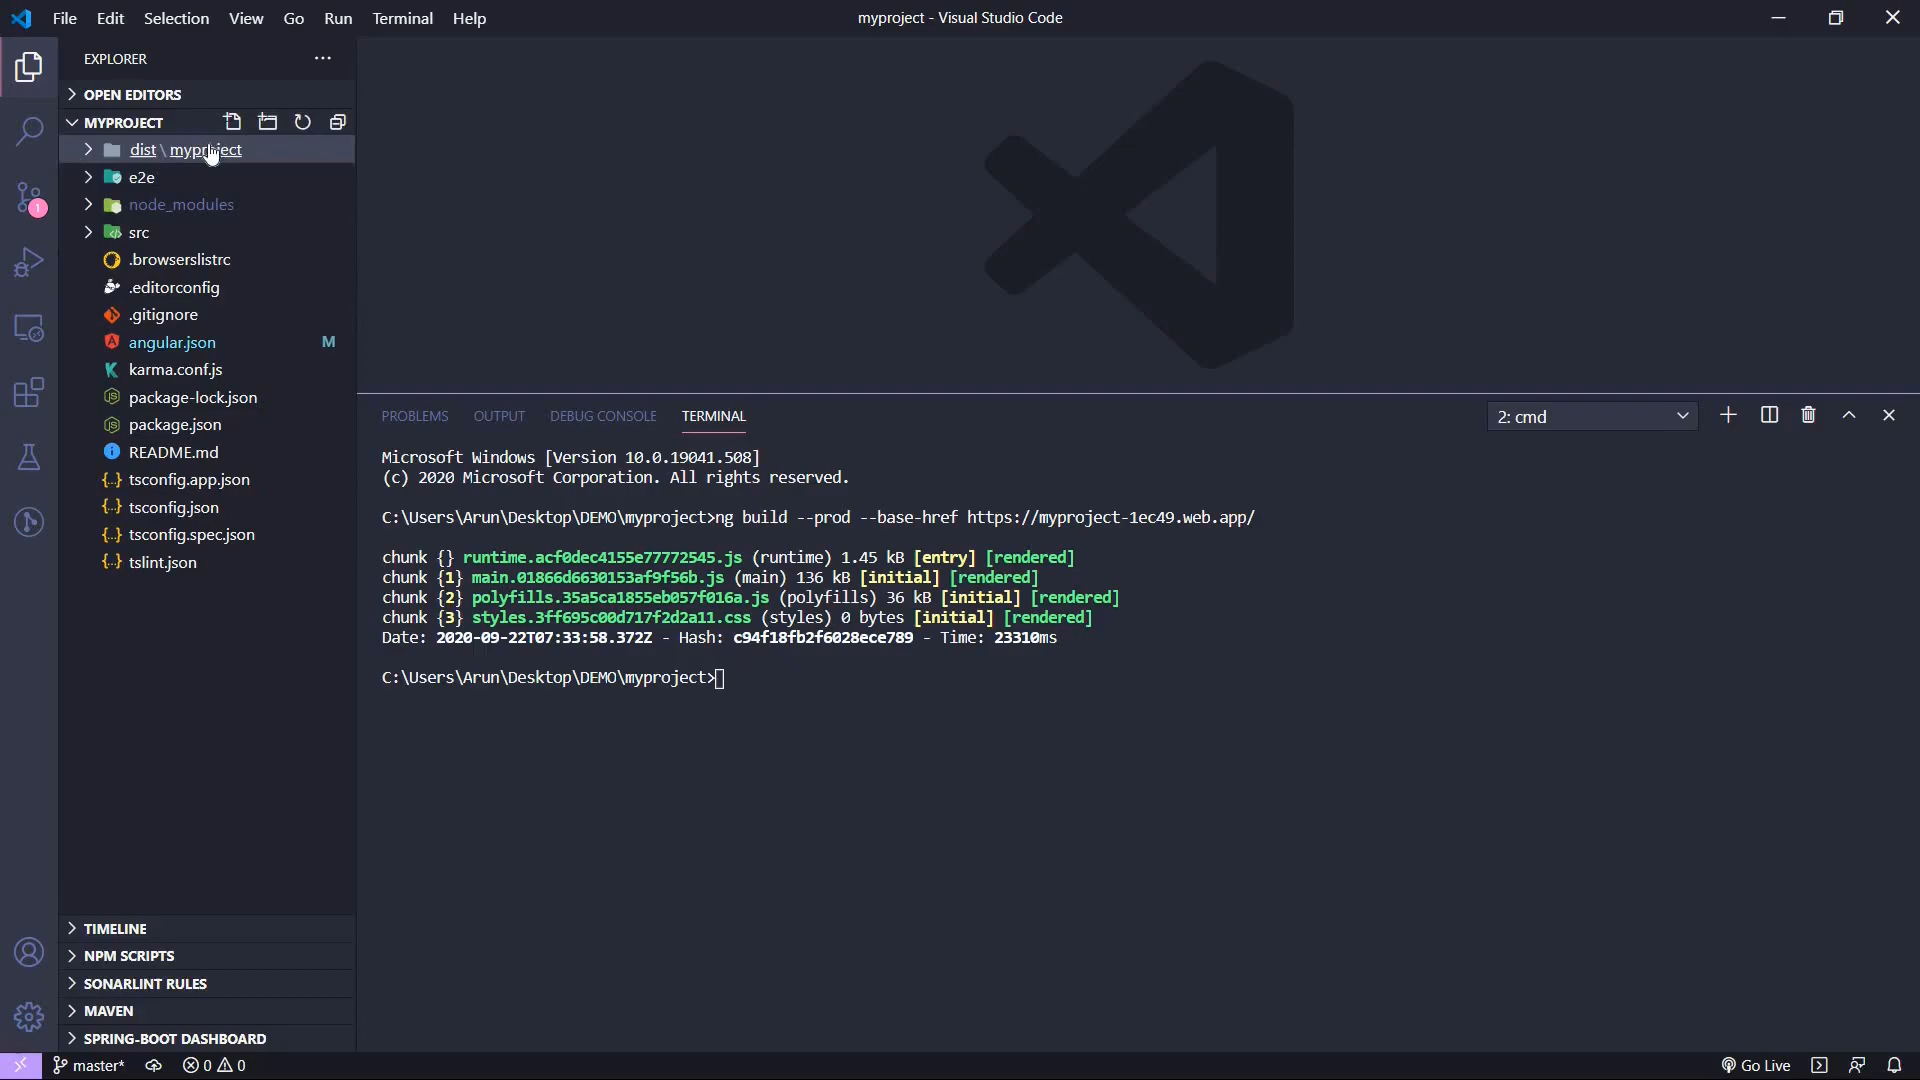 File Edit Selection View Go Run Terminal Help
myproject - Visual Studio Code
EXPLORER
OPEN EDITORS
MYPROJECT
dist \ myproject
e2e
node_modules
src
.browserslistrc
.editorconfig
.gitignore
angular.json M
karma.conf.js
package-lock.json
package.json
README.md
tsconfig.app.json
tsconfig.json
tsconfig.spec.json
tslint.json
TIMELINE
NPM SCRIPTS
SONARLINT RULES
MAVEN
SPRING-BOOT DASHBOARD
1
PROBLEMS OUTPUT DEBUG CONSOLE TERMINAL
2: cmd
Microsoft Windows [Version 10.0.19041.508]
(c) 2020 Microsoft Corporation. All rights reserved.
C:\Users\Arun\Desktop\DEMO\myproject>ng build --prod --base-href https://myproject-1ec49.web.app/
chunk {} runtime.acf0dec4155e77772545.js (runtime) 1.45 kB [entry] [rendered]
chunk {1} main.01866d6630153af9f56b.js (main) 136 kB [initial] [rendered]
chunk {2} polyfills.35a5ca1855eb057f016a.js (polyfills) 36 kB [initial] [rendered]
chunk {3} styles.3ff695c00d717f2d2a11.css (styles) 0 bytes [initial] [rendered]
Date: 2020-09-22T07:33:58.372Z - Hash: c94f18fb2f6028ece789 - Time: 23310ms
C:\Users\Arun\Desktop\DEMO\myproject>
master* 0 0
Go Live